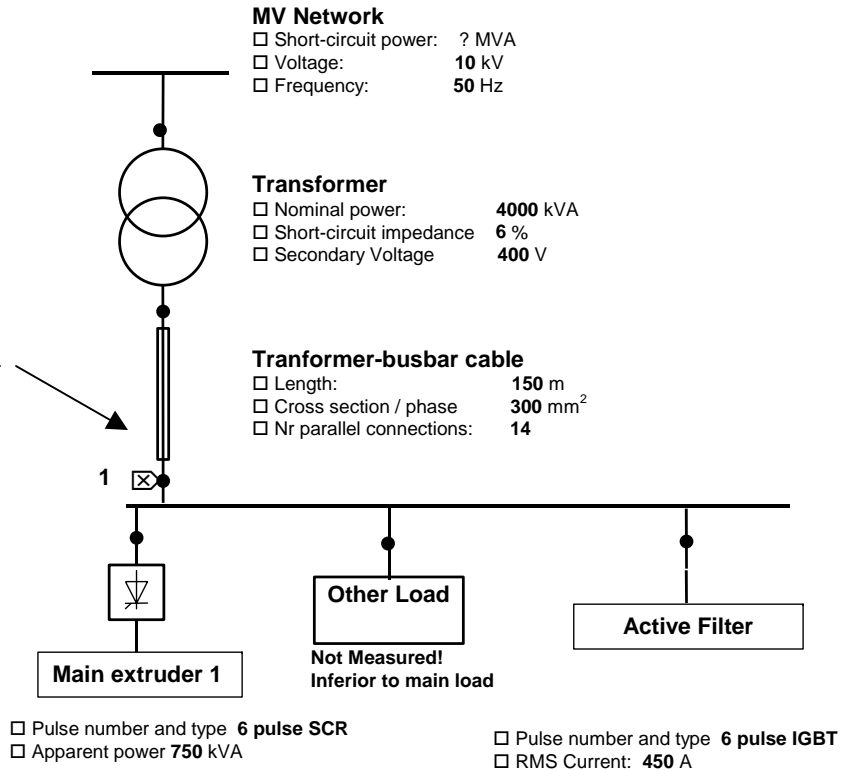 MV Network
☐ Short-circuit power: ? MVA
☐ Voltage: 10 kV
☐ Frequency: 50 Hz
Transformer
☐ Nominal power: 4000 kVA
☐ Short-circuit impedance 6 %
☐ Secondary Voltage 400 V
Tranformer-busbar cable
☐ Length: 150 m
☐ Cross section / phase 300 mm²
☐ Nr parallel connections: 14
1
Other Load
Not Measured!
Inferior to main load
Active Filter
Main extruder 1
☐ Pulse number and type 6 pulse SCR
☐ Apparent power 750 kVA
☐ Pulse number and type 6 pulse IGBT
☐ RMS Current: 450 A